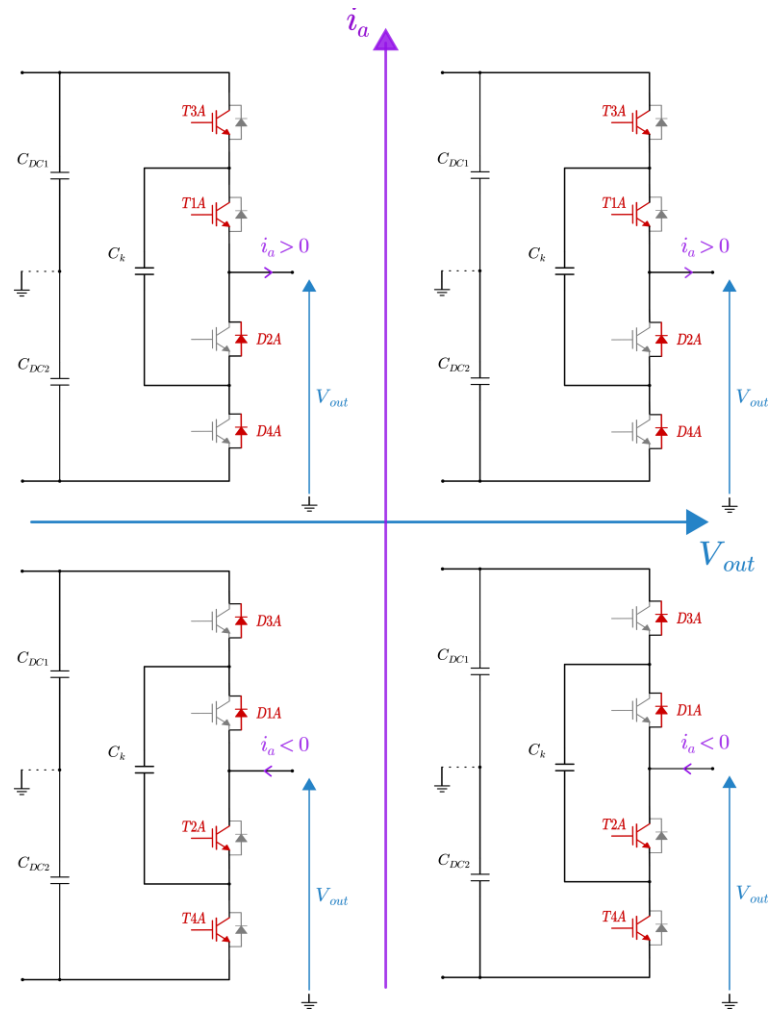 i_a
T3A
C_DC1
T1A
i_a > 0
C_k
D2A
C_DC2
V_out
D4A
T3A
C_DC1
T1A
i_a > 0
C_k
D2A
C_DC2
V_out
D4A
V_out
D3A
C_DC1
D1A
i_a < 0
C_k
T2A
C_DC2
V_out
T4A
D3A
C_DC1
D1A
i_a < 0
C_k
T2A
C_DC2
V_out
T4A